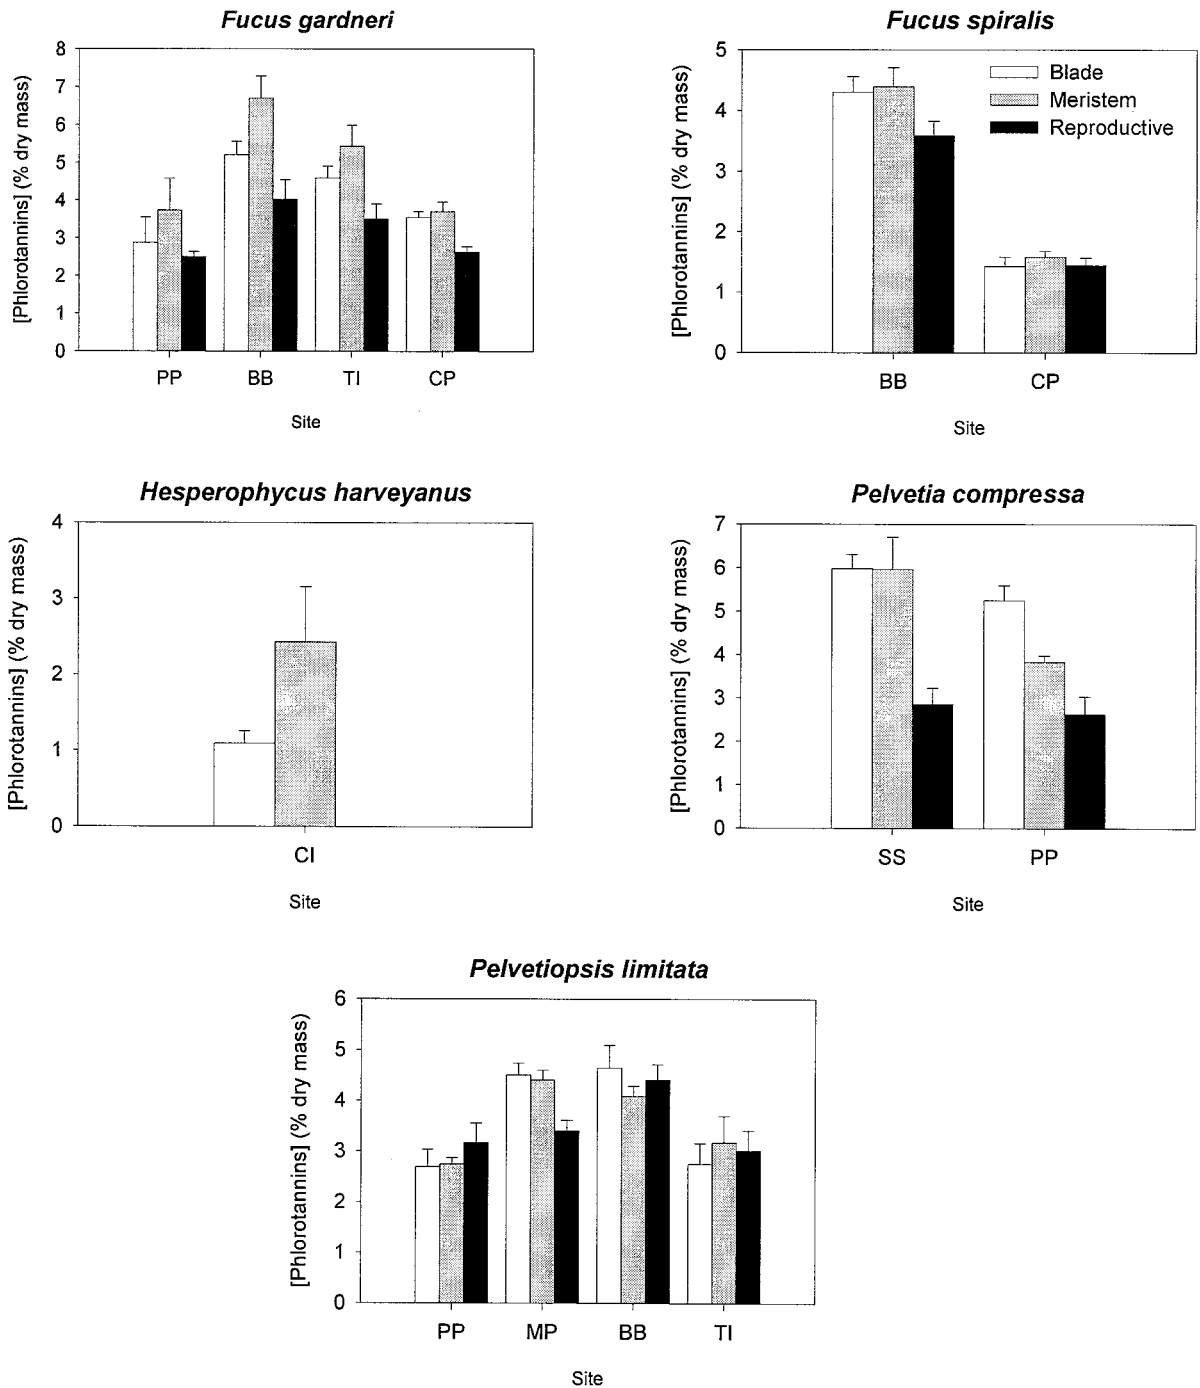 Fucus gardneri
[Phlorotannins] (% dry mass)
8
7
6
5
4
3
2
1
0
PP BB TI CP
Site
Fucus spiralis
[Phlorotannins] (% dry mass)
5
4
3
2
1
0
Blade
Meristem
Reproductive
BB CP
Site
Hesperophycus harveyanus
[Phlorotannins] (% dry mass)
4
3
2
1
0
CI
Site
Pelvetia compressa
[Phlorotannins] (% dry mass)
7
6
5
4
3
2
1
0
SS PP
Site
Pelvetiopsis limitata
[Phlorotannins] (% dry mass)
6
5
4
3
2
1
0
PP MP BB TI
Site